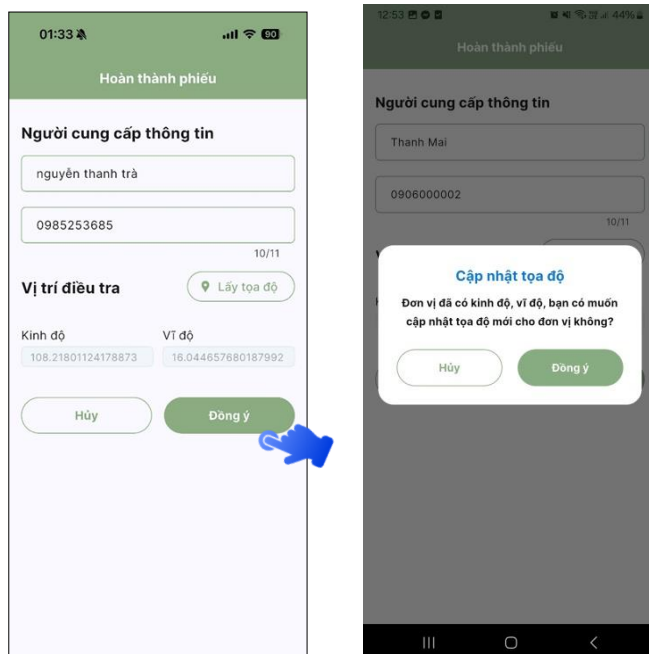 01:33
90
Hoàn thành phiếu
Người cung cấp thông tin
nguyễn thanh trà
0985253685
10/11
Vị trí điều tra
Lấy tọa độ
Kinh độ
Vĩ độ
108.21801124178873
16.044657680187992
Hủy
Đồng ý
12:53
44%
Hoàn thành phiếu
Người cung cấp thông tin
Thanh Mai
0906000002
10/11
Cập nhật tọa độ
Đơn vị đã có kinh độ, vĩ độ, bạn có muốn
cập nhật tọa độ mới cho đơn vị không?
Hủy
Đồng ý